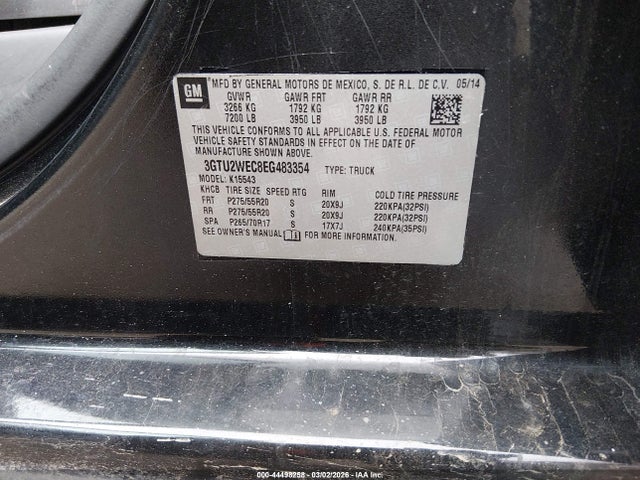 GM
MFD BY GENERAL MOTORS DE MEXICO, S. DE R.L. DE C.V. 05/14
GVWR GAWR FRT GAWR RR
3266 KG 1792 KG 1792 KG
7200 LB 3950 LB 3950 LB
THIS VEHICLE CONFORMS TO ALL APPLICABLE U.S. FEDERAL MOTOR
VEHICLE SAFETY STANDARDS IN EFFECT ON THE DATE OF
MANUFACTURE SHOWN ABOVE.
3GTU2WEC8EG483354 TYPE: TRUCK
MODEL: K15543
KHCB TIRE SIZE SPEED RTG RIM COLD TIRE PRESSURE
FRT P275/55R20 S 20X9J 220KPA(32PSI)
RR P275/55R20 S 20X9J 220KPA(32PSI)
SPA P265/70R17 S 17X7J 240KPA(35PSI)
SEE OWNER'S MANUAL FOR MORE INFORMATION.
000-44498258 - 03/02/2026 - IAA Inc.